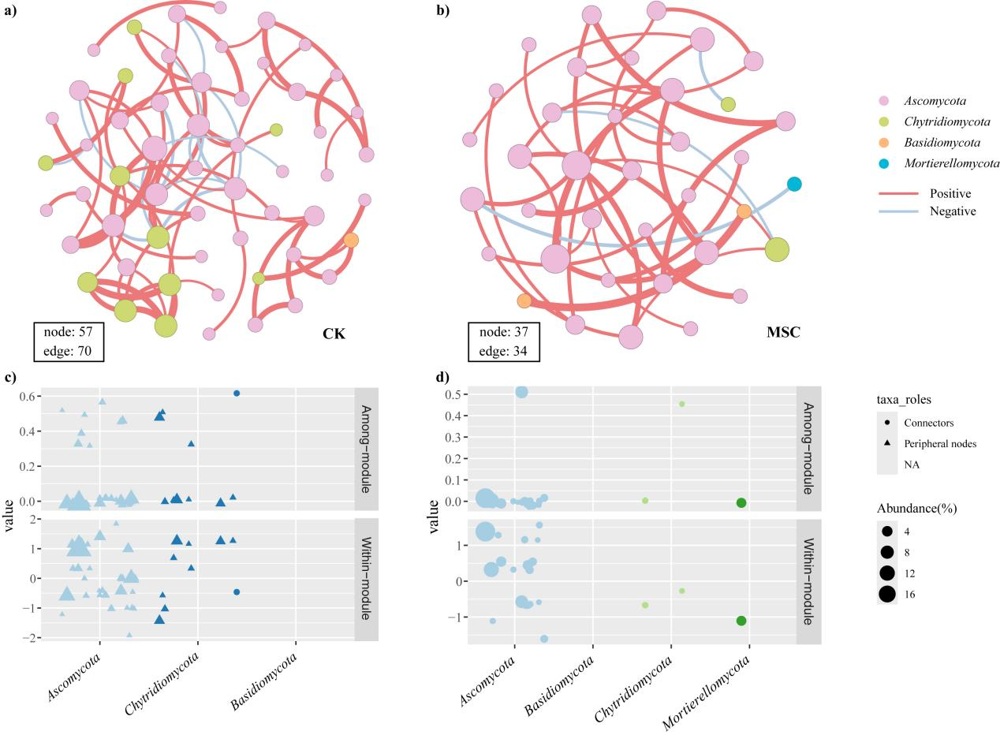 a)
node: 57
edge: 70
CK
b)
node: 37
edge: 34
MSC
Ascomycota
Chytridiomycota
Basidiomycota
Mortierellomycota
Positive
Negative
c)
value
0.6
0.4
0.2
0.0
Among−module
2
1
0
−1
−2
Within−module
Ascomycota
Chytridiomycota
Basidiomycota
d)
value
0.5
0.4
0.3
0.2
0.1
0.0
Among−module
1
0
−1
Within−module
Ascomycota
Basidiomycota
Chytridiomycota
Mortierellomycota
taxa_roles
Connectors
Peripheral nodes
NA
Abundance(%)
4
8
12
16